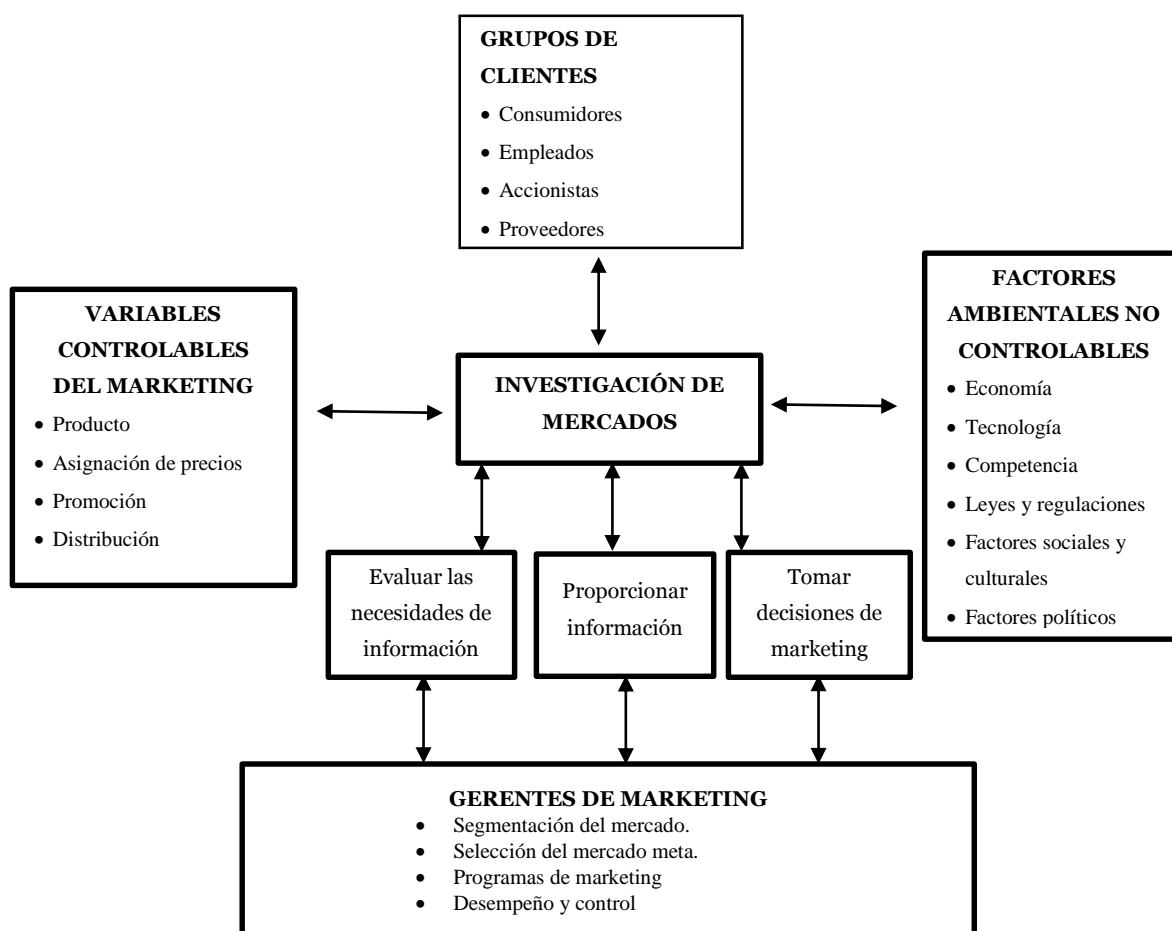 GRUPOS DE
CLIENTES
• Consumidores
• Empleados
• Accionistas
• Proveedores
VARIABLES
CONTROLABLES
DEL MARKETING
• Producto
• Asignación de precios
• Promoción
• Distribución
INVESTIGACIÓN DE
MERCADOS
FACTORES
AMBIENTALES NO
CONTROLABLES
• Economía
• Tecnología
• Competencia
• Leyes y regulaciones
• Factores sociales y
culturales
• Factores políticos
Evaluar las
necesidades de
información
Proporcionar
información
Tomar
decisiones de
marketing
GERENTES DE MARKETING
• Segmentación del mercado.
• Selección del mercado meta.
• Programas de marketing
• Desempeño y control